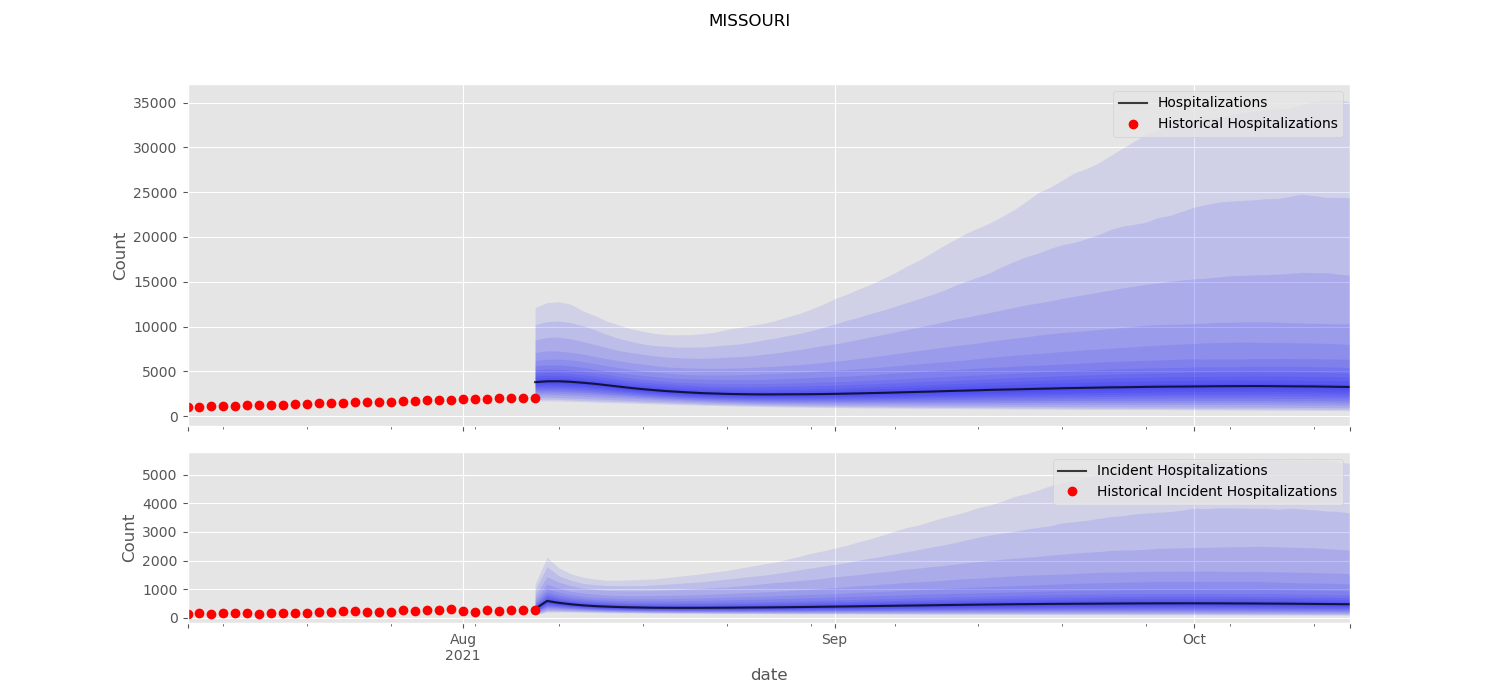 MISSOURI
35000
30000
25000
20000
15000
10000
5000
0
Count
Hospitalizations
Historical Hospitalizations
5000
4000
3000
2000
1000
0
Count
Incident Hospitalizations
Historical Incident Hospitalizations
Aug
2021
Sep
Oct
date